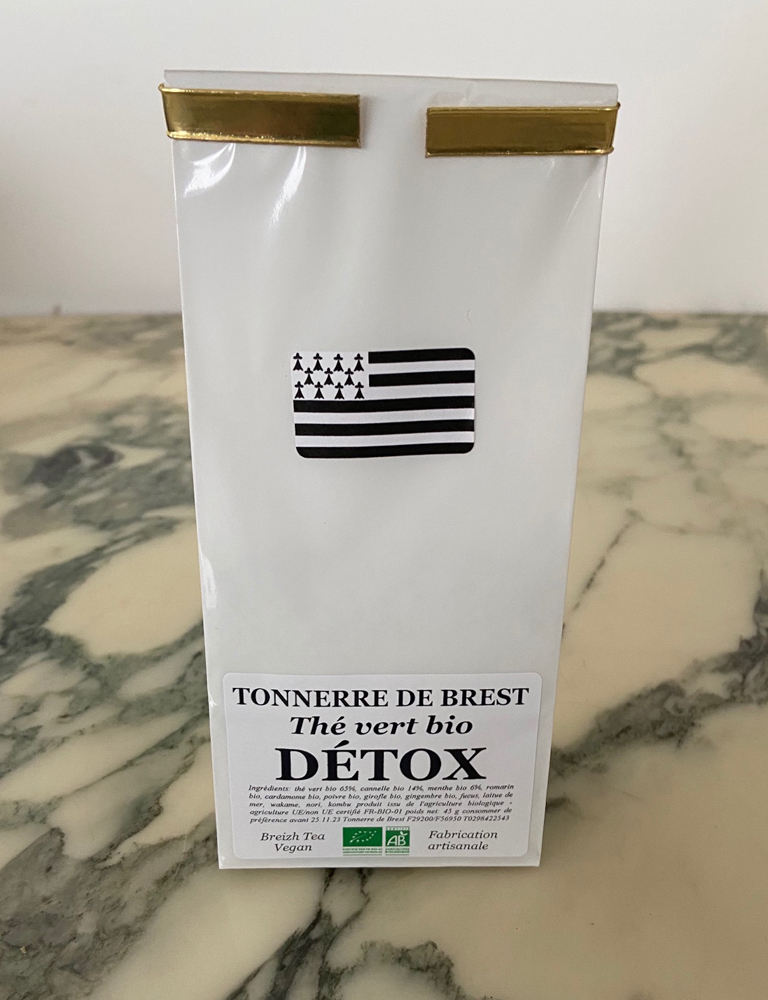 TONNERRE DE BREST
Thé vert bio
DÉTOX
Ingrédients: thé vert bio 65%, cannelle bio 14%, menthe bio 6%, romarin
bio, cardamome bio, poivre bio, girofle bio, gingembre bio, fucus, laitue de
mer, wakame, nori, kombu produit issu de l'agriculture biologique -
agriculture UE/non UE certifié FR-BIO-01 poids net: 45 g consommer de
préférence avant 25.11.23 Tonnerre de Brest F29200/F56950 T0298422543
Breizh Tea
Vegan
AB
Fabrication
artisanale